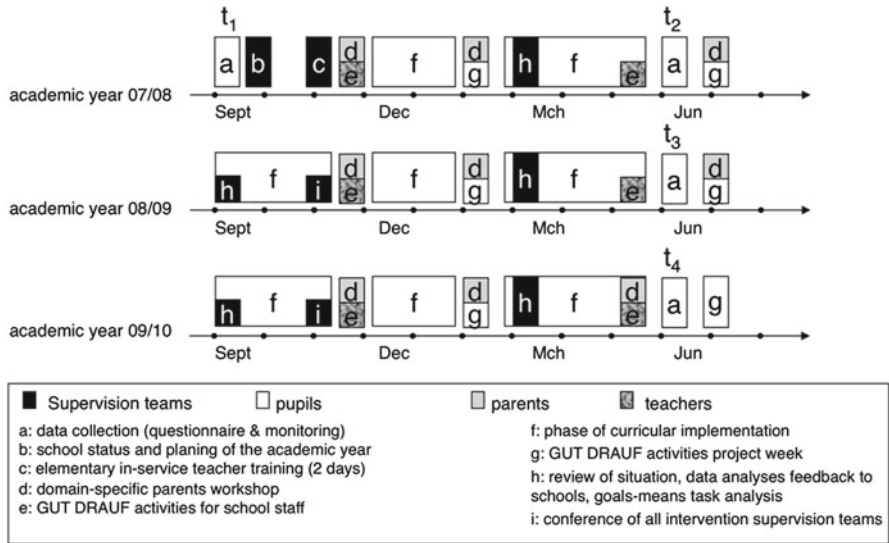 t1 t2
a b c d e f d g h f e a d g
academic year 07/08
Sept Dec Mch Jun
t3
h f i d e f d g h f e a d g
academic year 08/09
Sept Dec Mch Jun
t4
h f i d e f d g h f d e a g
academic year 09/10
Sept Dec Mch Jun
Supervision teams pupils parents teachers
a: data collection (questionnaire & monitoring)
b: school status and planing of the academic year
c: elementary in-service teacher training (2 days)
d: domain-specific parents workshop
e: GUT DRAUF activities for school staff
f: phase of curricular implementation
g: GUT DRAUF activities project week
h: review of situation, data analyses feedback to
schools, goals-means task analysis
i: conference of all intervention supervision teams